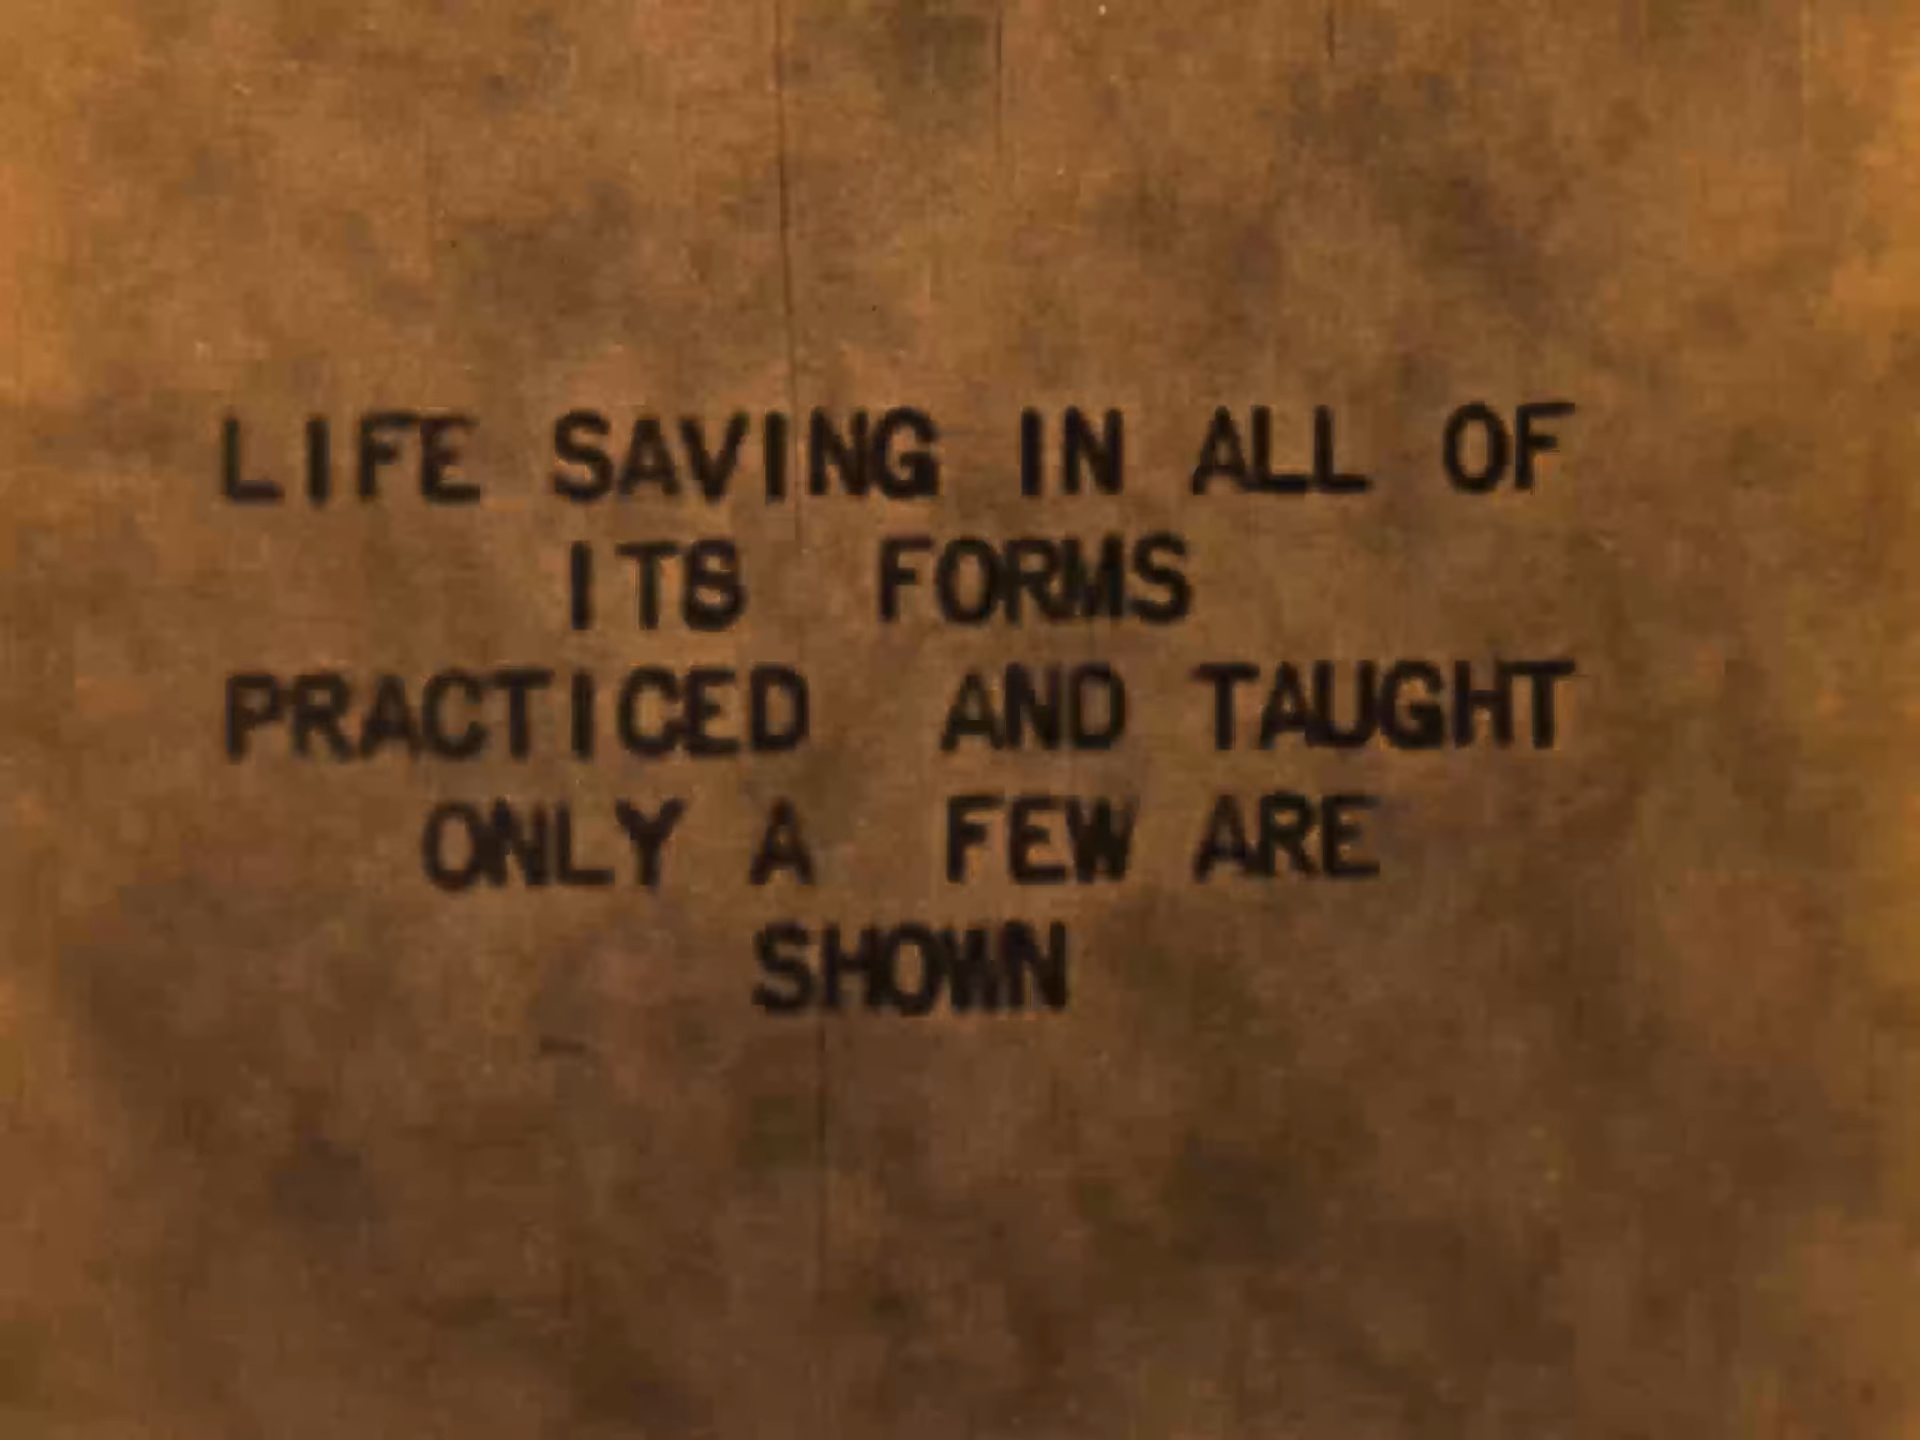 LIFE SAVING IN ALL OF
ITS FORMS
PRACTICED AND TAUGHT
ONLY A FEW ARE
SHOWN